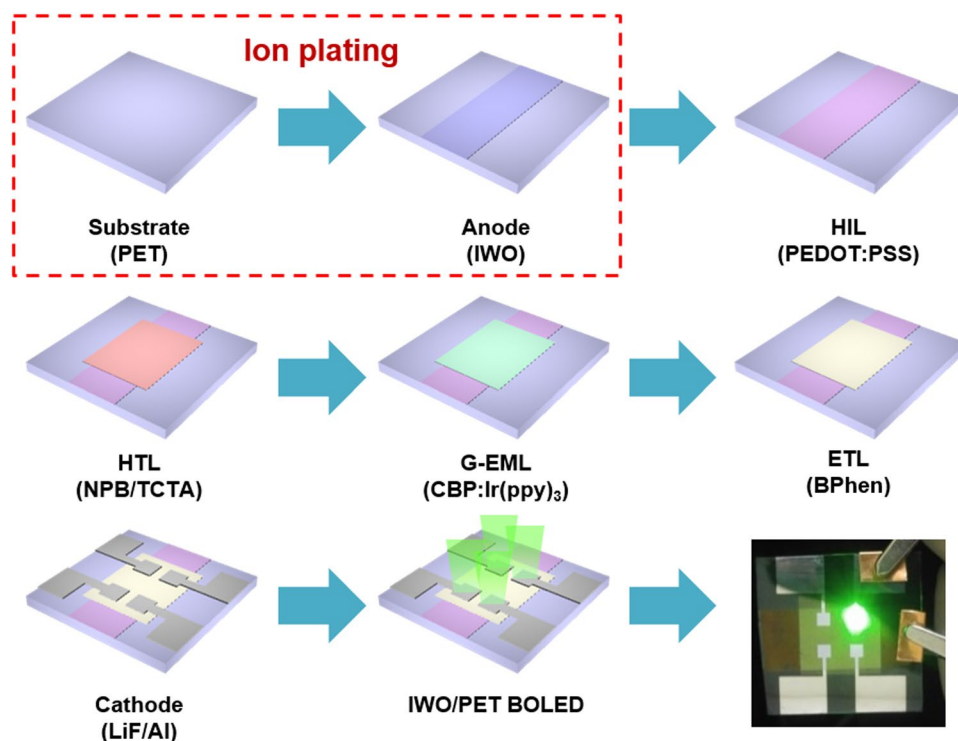 Ion plating
Substrate
(PET)
Anode
(IWO)
HIL
(PEDOT:PSS)
HTL
(NPB/TCTA)
G-EML
(CBP:Ir(ppy)₃)
ETL
(BPhen)
Cathode
(LiF/Al)
IWO/PET BOLED